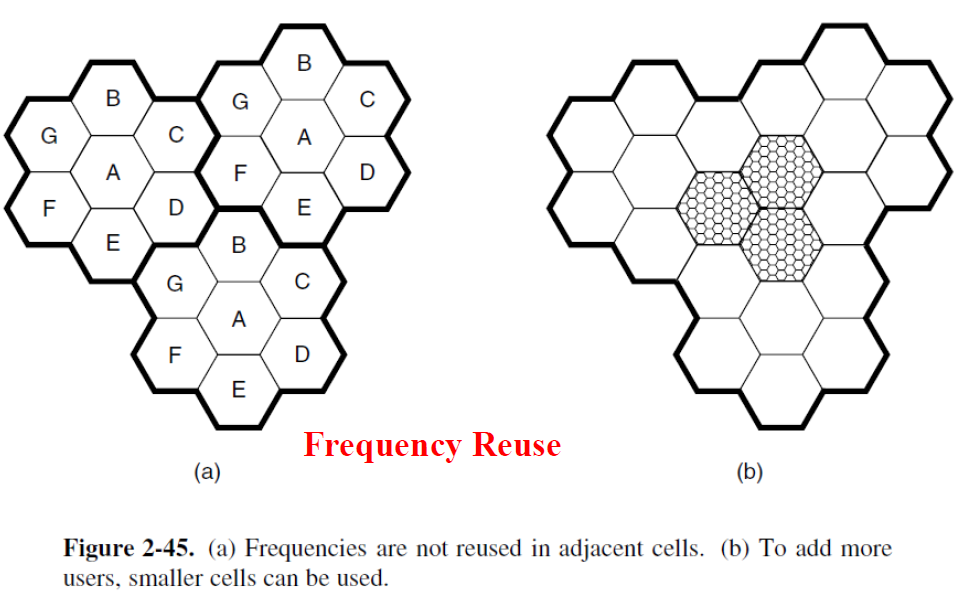 B
B
G
C
G
C
A
A
F
D
F
D
E
E
B
G
C
A
F
D
E
Frequency Reuse
(a)
(b)
Figure 2-45. (a) Frequencies are not reused in adjacent cells. (b) To add more
users, smaller cells can be used.